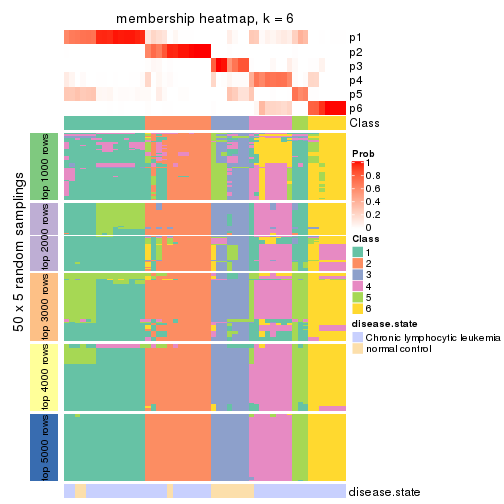 membership heatmap, k = 6
p1
p2
p3
p4
p5
p6
Class
50 x 5 random samplings
top 1000 rows
top 2000 rows
top 3000 rows
top 4000 rows
top 5000 rows
Prob
1
0.8
0.6
0.4
0.2
0
Class
1
2
3
4
5
6
disease.state
Chronic lymphocytic leukemia
normal control
disease.state